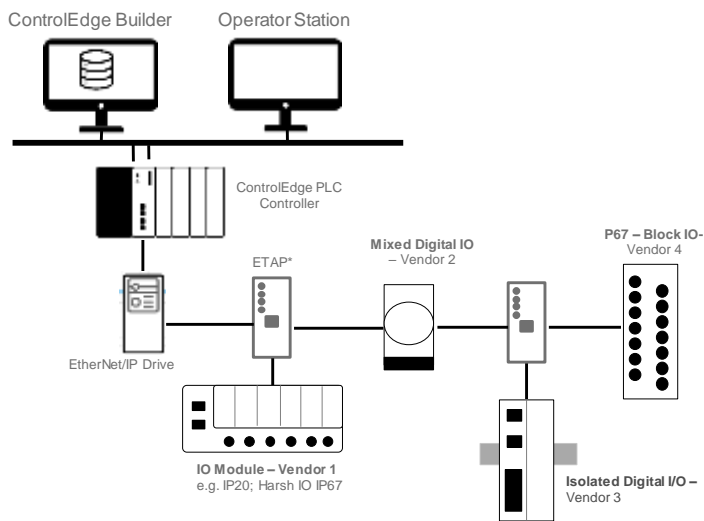 ControlEdge Builder
Operator Station
ControlEdge PLC
Controller
ETAP*
Mixed Digital IO
– Vendor 2
P67 – Block IO-
Vendor 4
EtherNet/IP Drive
IO Module – Vendor 1
e.g. IP20; Harsh IO IP67
Isolated Digital I/O –
Vendor 3